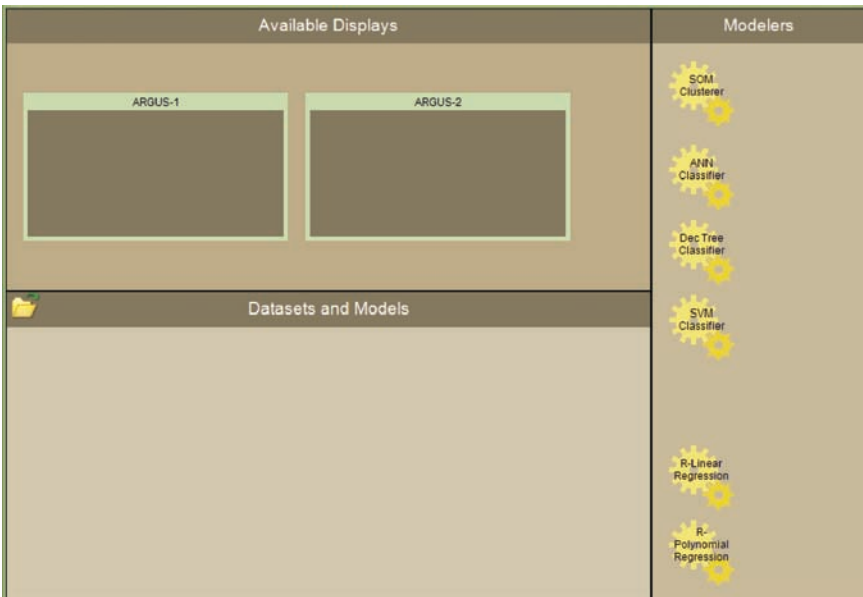 Available Displays
Modelers
ARGUS-1
ARGUS-2
Datasets and Models
SOM
Clusterer
ANN
Classifier
Dec Tree
Classifier
SVM
Classifier
R-Linear
Regression
R-
Polynomial
Regression